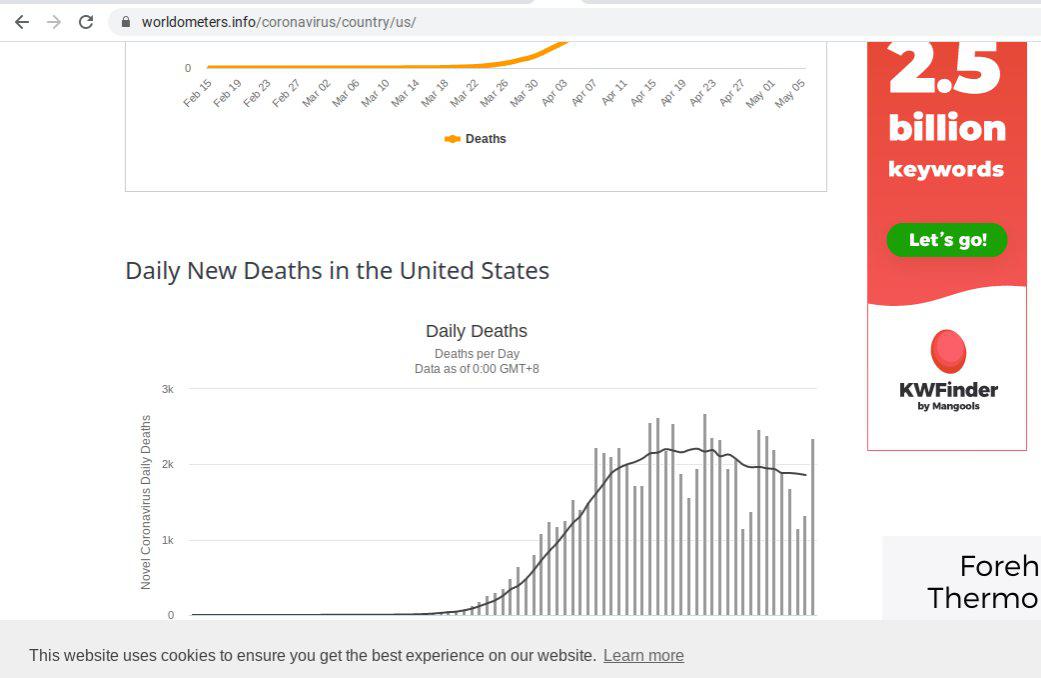 worldometers.info/coronavirus/country/us/
0
Feb 15 Feb 19 Feb 23 Feb 27 Mar 02 Mar 06 Mar 10 Mar 14 Mar 18 Mar 22 Mar 26 Mar 30 Apr 03 Apr 07 Apr 11 Apr 15 Apr 19 Apr 23 Apr 27 May 01 May 05
Deaths
Daily New Deaths in the United States
Daily Deaths
Deaths per Day
Data as of 0:00 GMT+8
Novel Coronavirus Daily Deaths
3k
2k
1k
0
2.5
billion
keywords
Let's go!
KWFinder
by Mangools
Foreh
Thermo
This website uses cookies to ensure you get the best experience on our website. Learn more